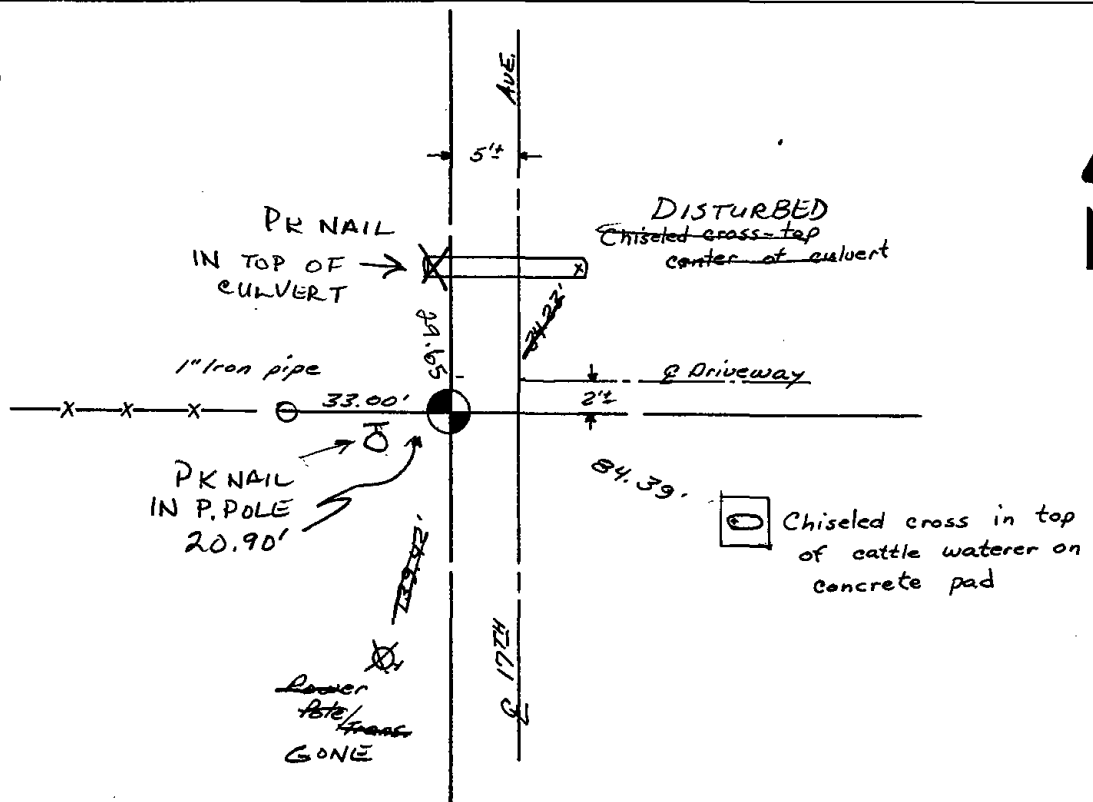 AVE.
5'±
PK NAIL
IN TOP OF
CULVERT
DISTURBED
Chiseled cross-top
center of culvert
29.65
1" Iron pipe
33.00'
℄ Driveway
2'±
PK NAIL
IN P. POLE
20.90'
84.39'
Chiseled cross in top
of cattle waterer on
concrete pad
℄ 17TH
Power
Pole/Trans.
GONE